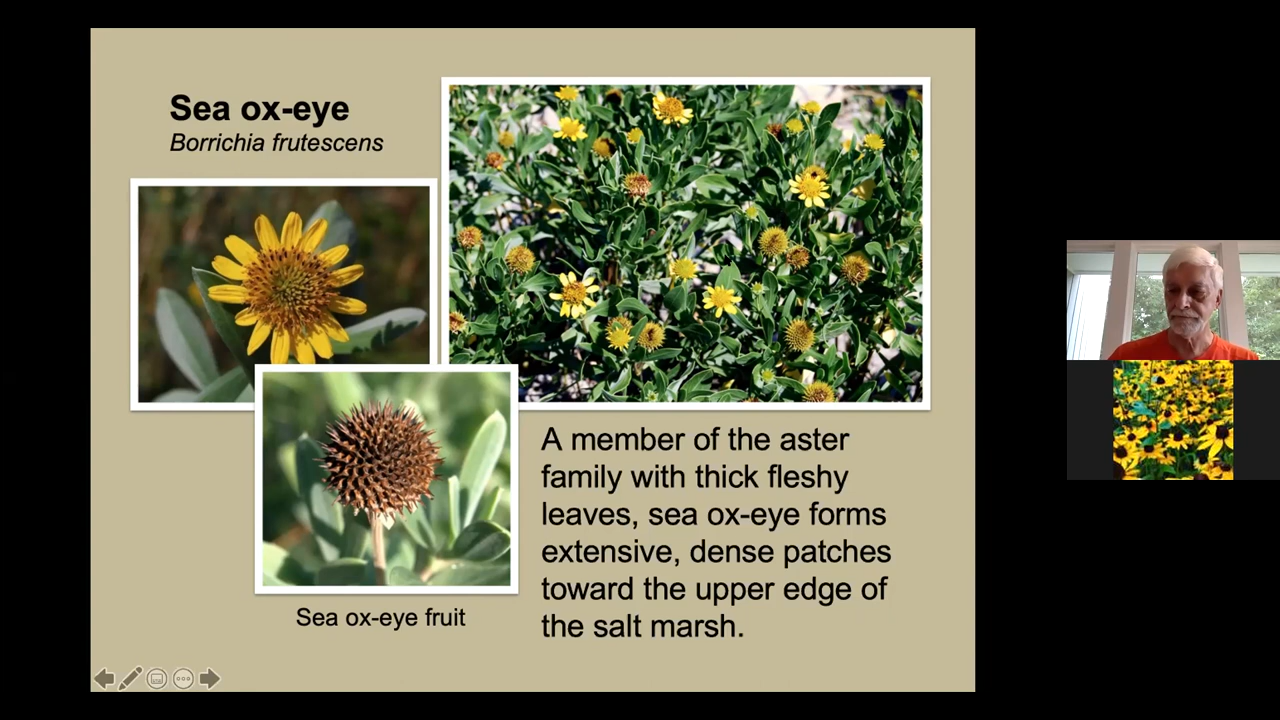 Sea ox-eye
Borrichia frutescens
A member of the aster
family with thick fleshy
leaves, sea ox-eye forms
extensive, dense patches
toward the upper edge of
the salt marsh.
Sea ox-eye fruit